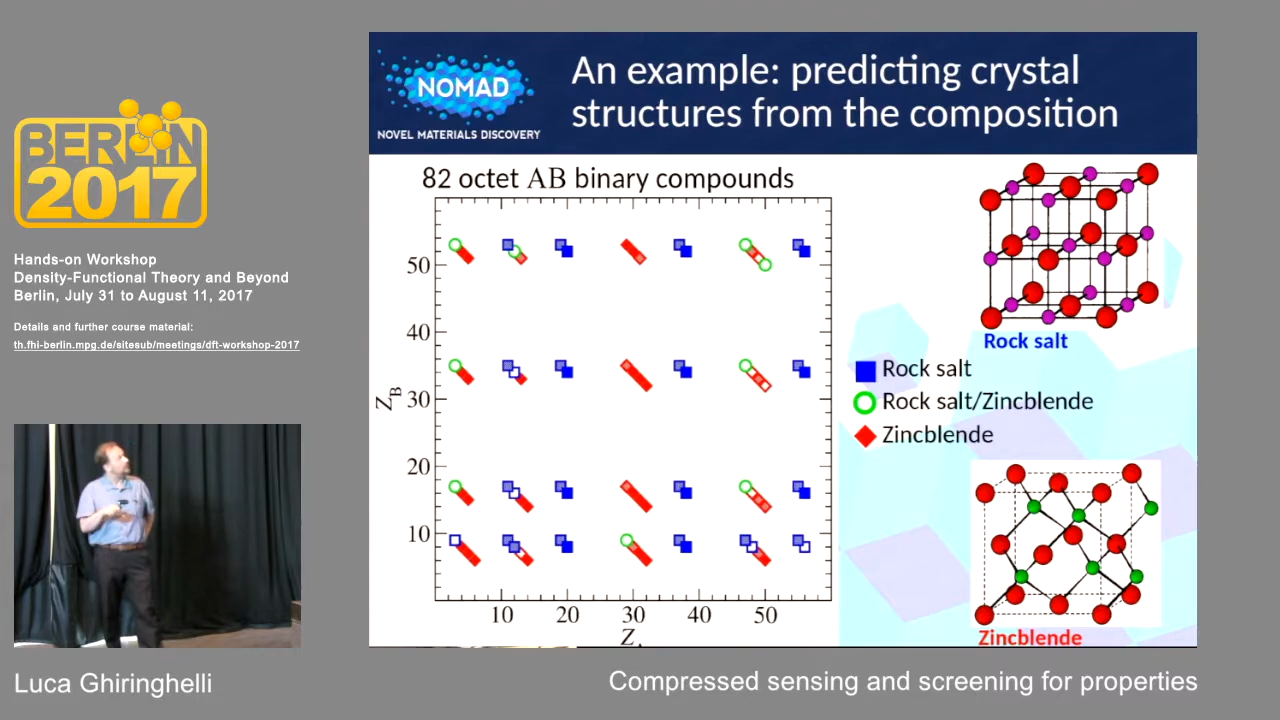 BERLIN
2017
Hands-on Workshop
Density-Functional Theory and Beyond
Berlin, July 31 to August 11, 2017
Details and further course material:
th.fhi-berlin.mpg.de/sitesub/meetings/dft-workshop-2017
NOMAD
NOVEL MATERIALS DISCOVERY
An example: predicting crystal
structures from the composition
82 octet AB binary compounds
50
40
30
20
10
Z_B
10 20 30 40 50
Z
Rock salt
Rock salt
Rock salt/Zincblende
Zincblende
Zincblende
Luca Ghiringhelli
Compressed sensing and screening for properties